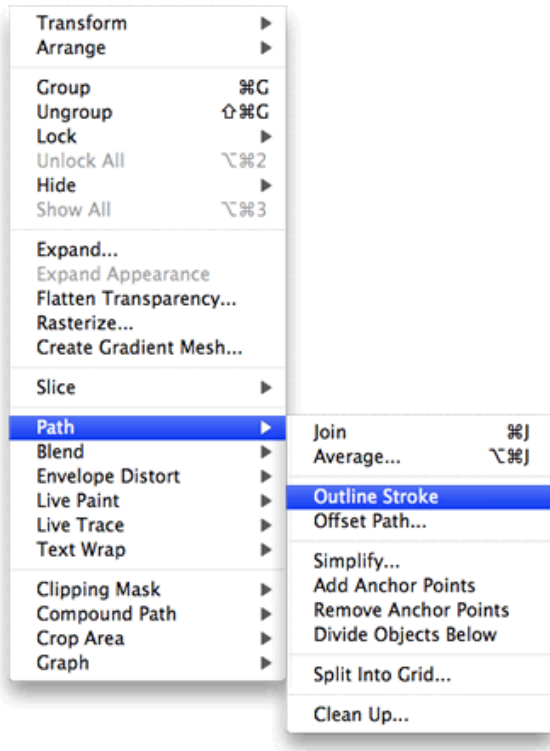 Transform
Arrange
Group ⌘G
Ungroup ⇧⌘G
Lock
Unlock All ⌥⌘2
Hide
Show All ⌥⌘3
Expand...
Expand Appearance
Flatten Transparency...
Rasterize...
Create Gradient Mesh...
Slice
Path
Blend
Envelope Distort
Live Paint
Live Trace
Text Wrap
Clipping Mask
Compound Path
Crop Area
Graph
Join ⌘J
Average... ⌥⌘J
Outline Stroke
Offset Path...
Simplify...
Add Anchor Points
Remove Anchor Points
Divide Objects Below
Split Into Grid...
Clean Up...